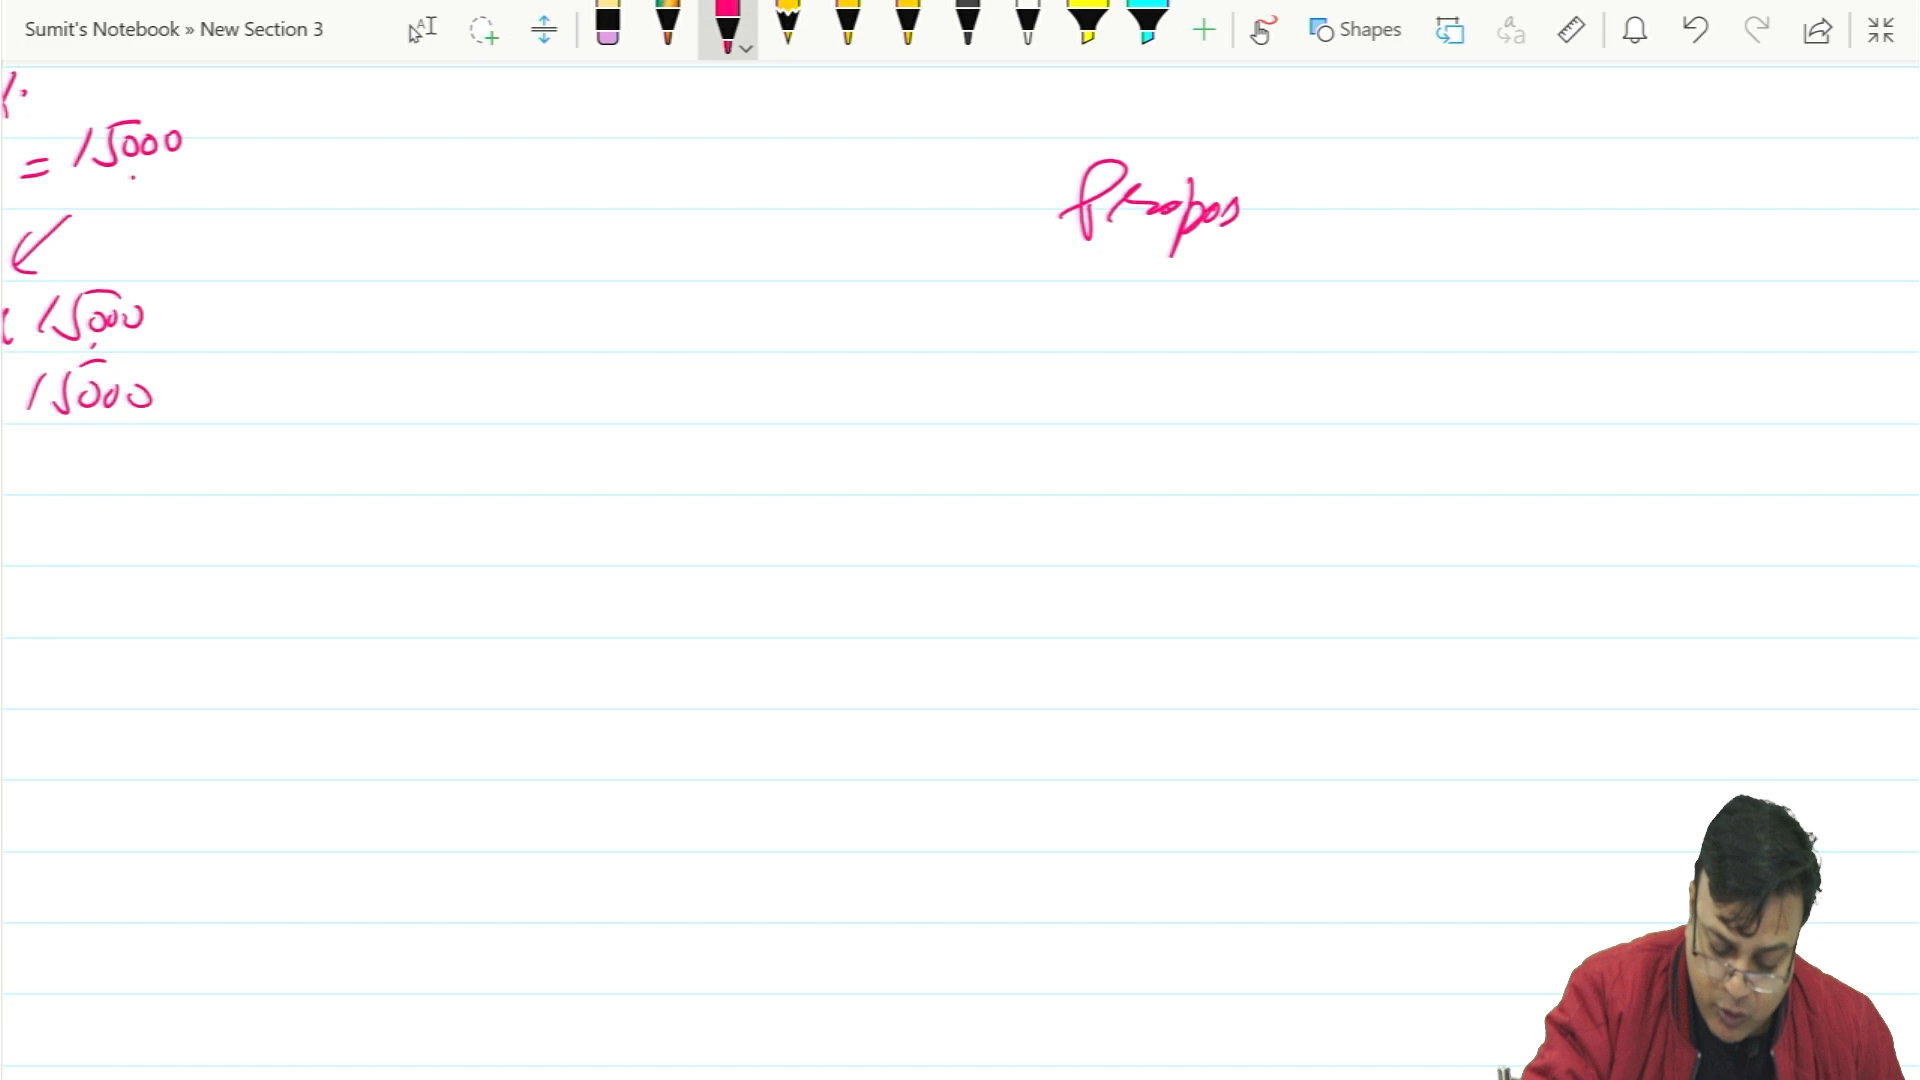 Sumit's Notebook » New Section 3
Shapes
= 15000
15000
15000
Propos